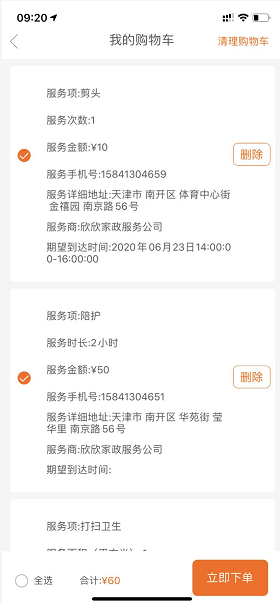 09:20
我的购物车
清理购物车
服务项:剪头
服务次数:1
服务金额:¥10
删除
服务手机号:15841304659
服务详细地址:天津市 南开区 体育中心街
金禧园 南京路56号
服务商:欣欣家政服务公司
期望到达时间:2020年06月23日14:00:0
0-16:00:00
服务项:陪护
服务时长:2小时
服务金额:¥50
删除
服务手机号:15841304651
服务详细地址:天津市 南开区 华苑街 莹
华里 南京路56号
服务商:欣欣家政服务公司
期望到达时间:
服务项:打扫卫生
全选
合计:¥60
立即下单